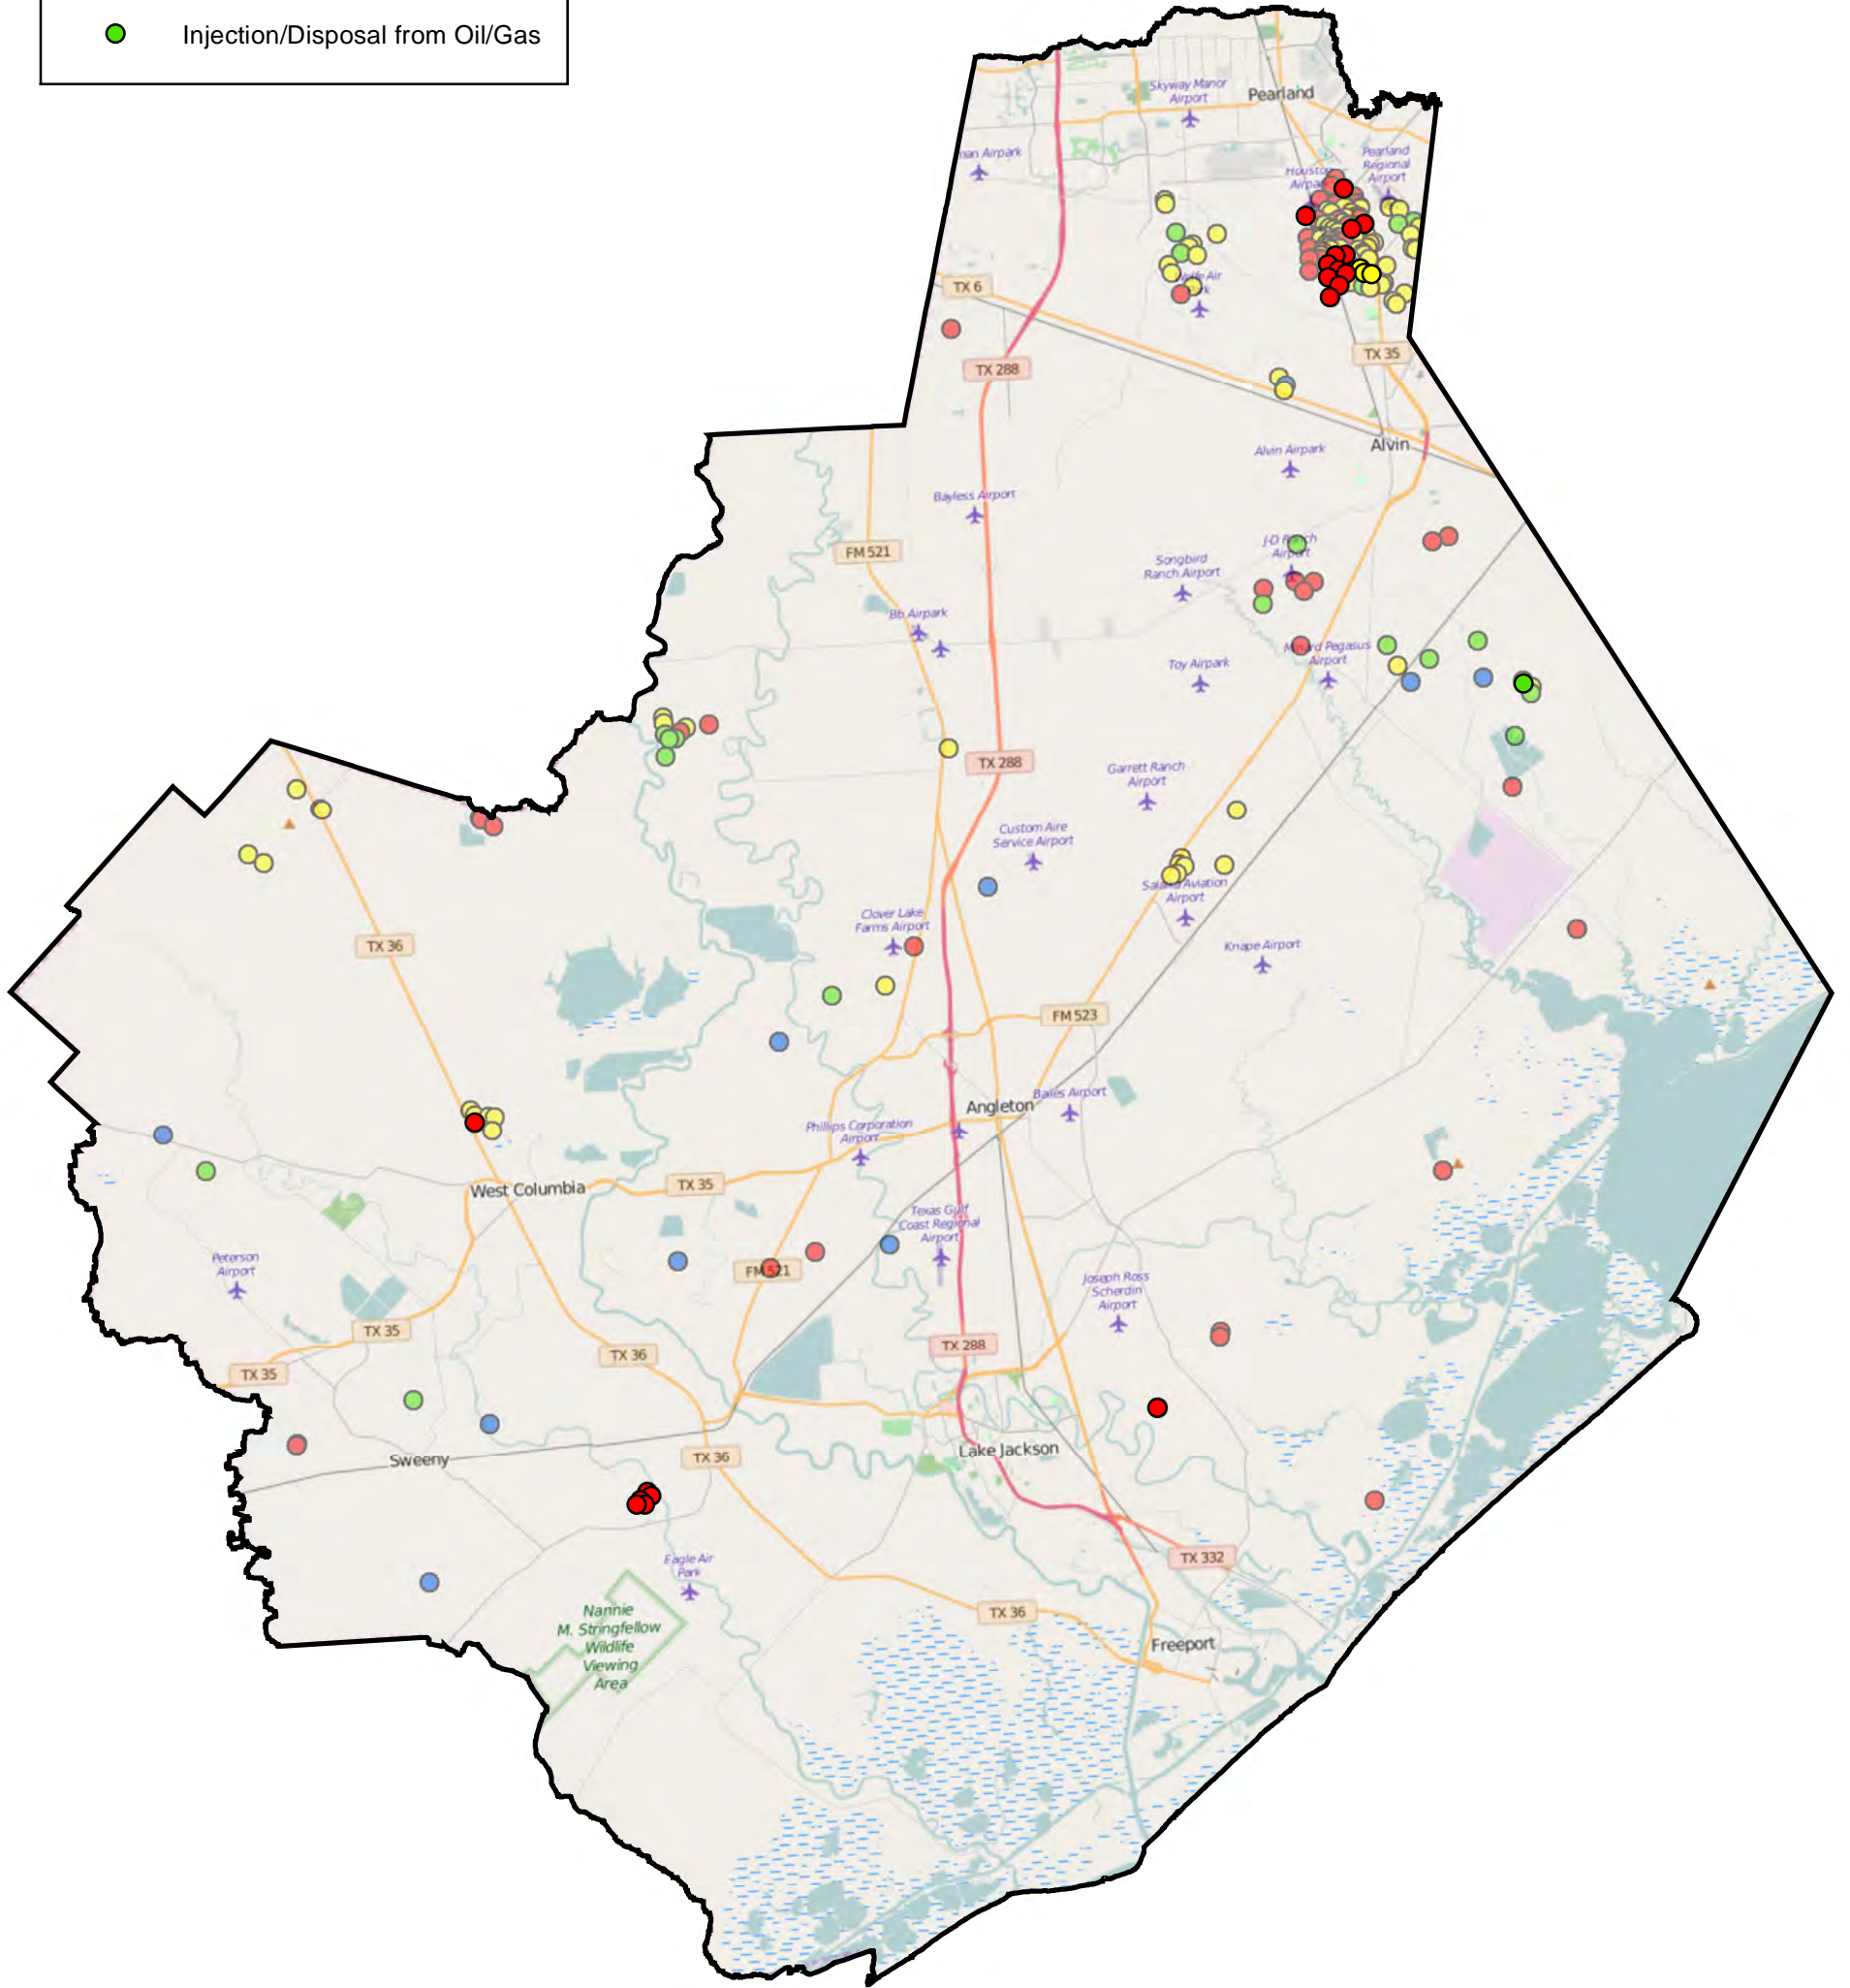 Injection/Disposal from Oil/Gas
Skyway Manor
Airport
Pearland
Pearland
Regional
Airport
Airpark
TX 6
TX 35
TX 288
Alvin
Alvin Airpark
Bayless Airport
FM 521
J-D Ranch
Airport
Songbird
Ranch Airport
Bb Airpark
Toy Airpark
Pegasus
Airport
TX 288
Garrett Ranch
Airport
Custom Aire
Service Airport
Aviation
Airport
Clover Lake
Farms Airport
TX 36
Knape Airport
FM 523
Bailes Airport
Angleton
Phillips Corporation
Airport
TX 35
West Columbia
Texas Gulf
Coast Regional
Airport
Peterson
Airport
FM 521
Joseph Ross
Scherdin
Airport
TX 35
TX 288
TX 36
TX 35
Lake Jackson
TX 36
Sweeny
TX 332
Eagle Air
Park
Nannie
M. Stringfellow
Wildlife
Viewing
Area
TX 36
Freeport